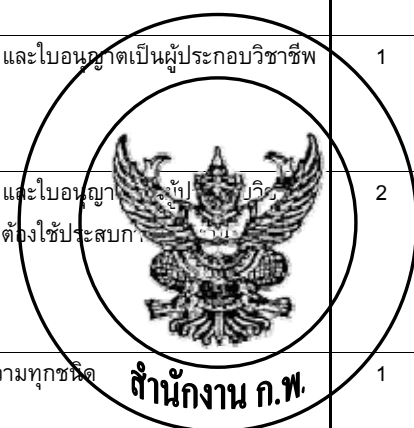 และใบอนุญาตเป็นผู้ประกอบวิชาชีพ 1
และใบอนุญา 2
ต้องใช้ประสบกา
ามทุกชนิด 1
สำนักงาน ก.พ.